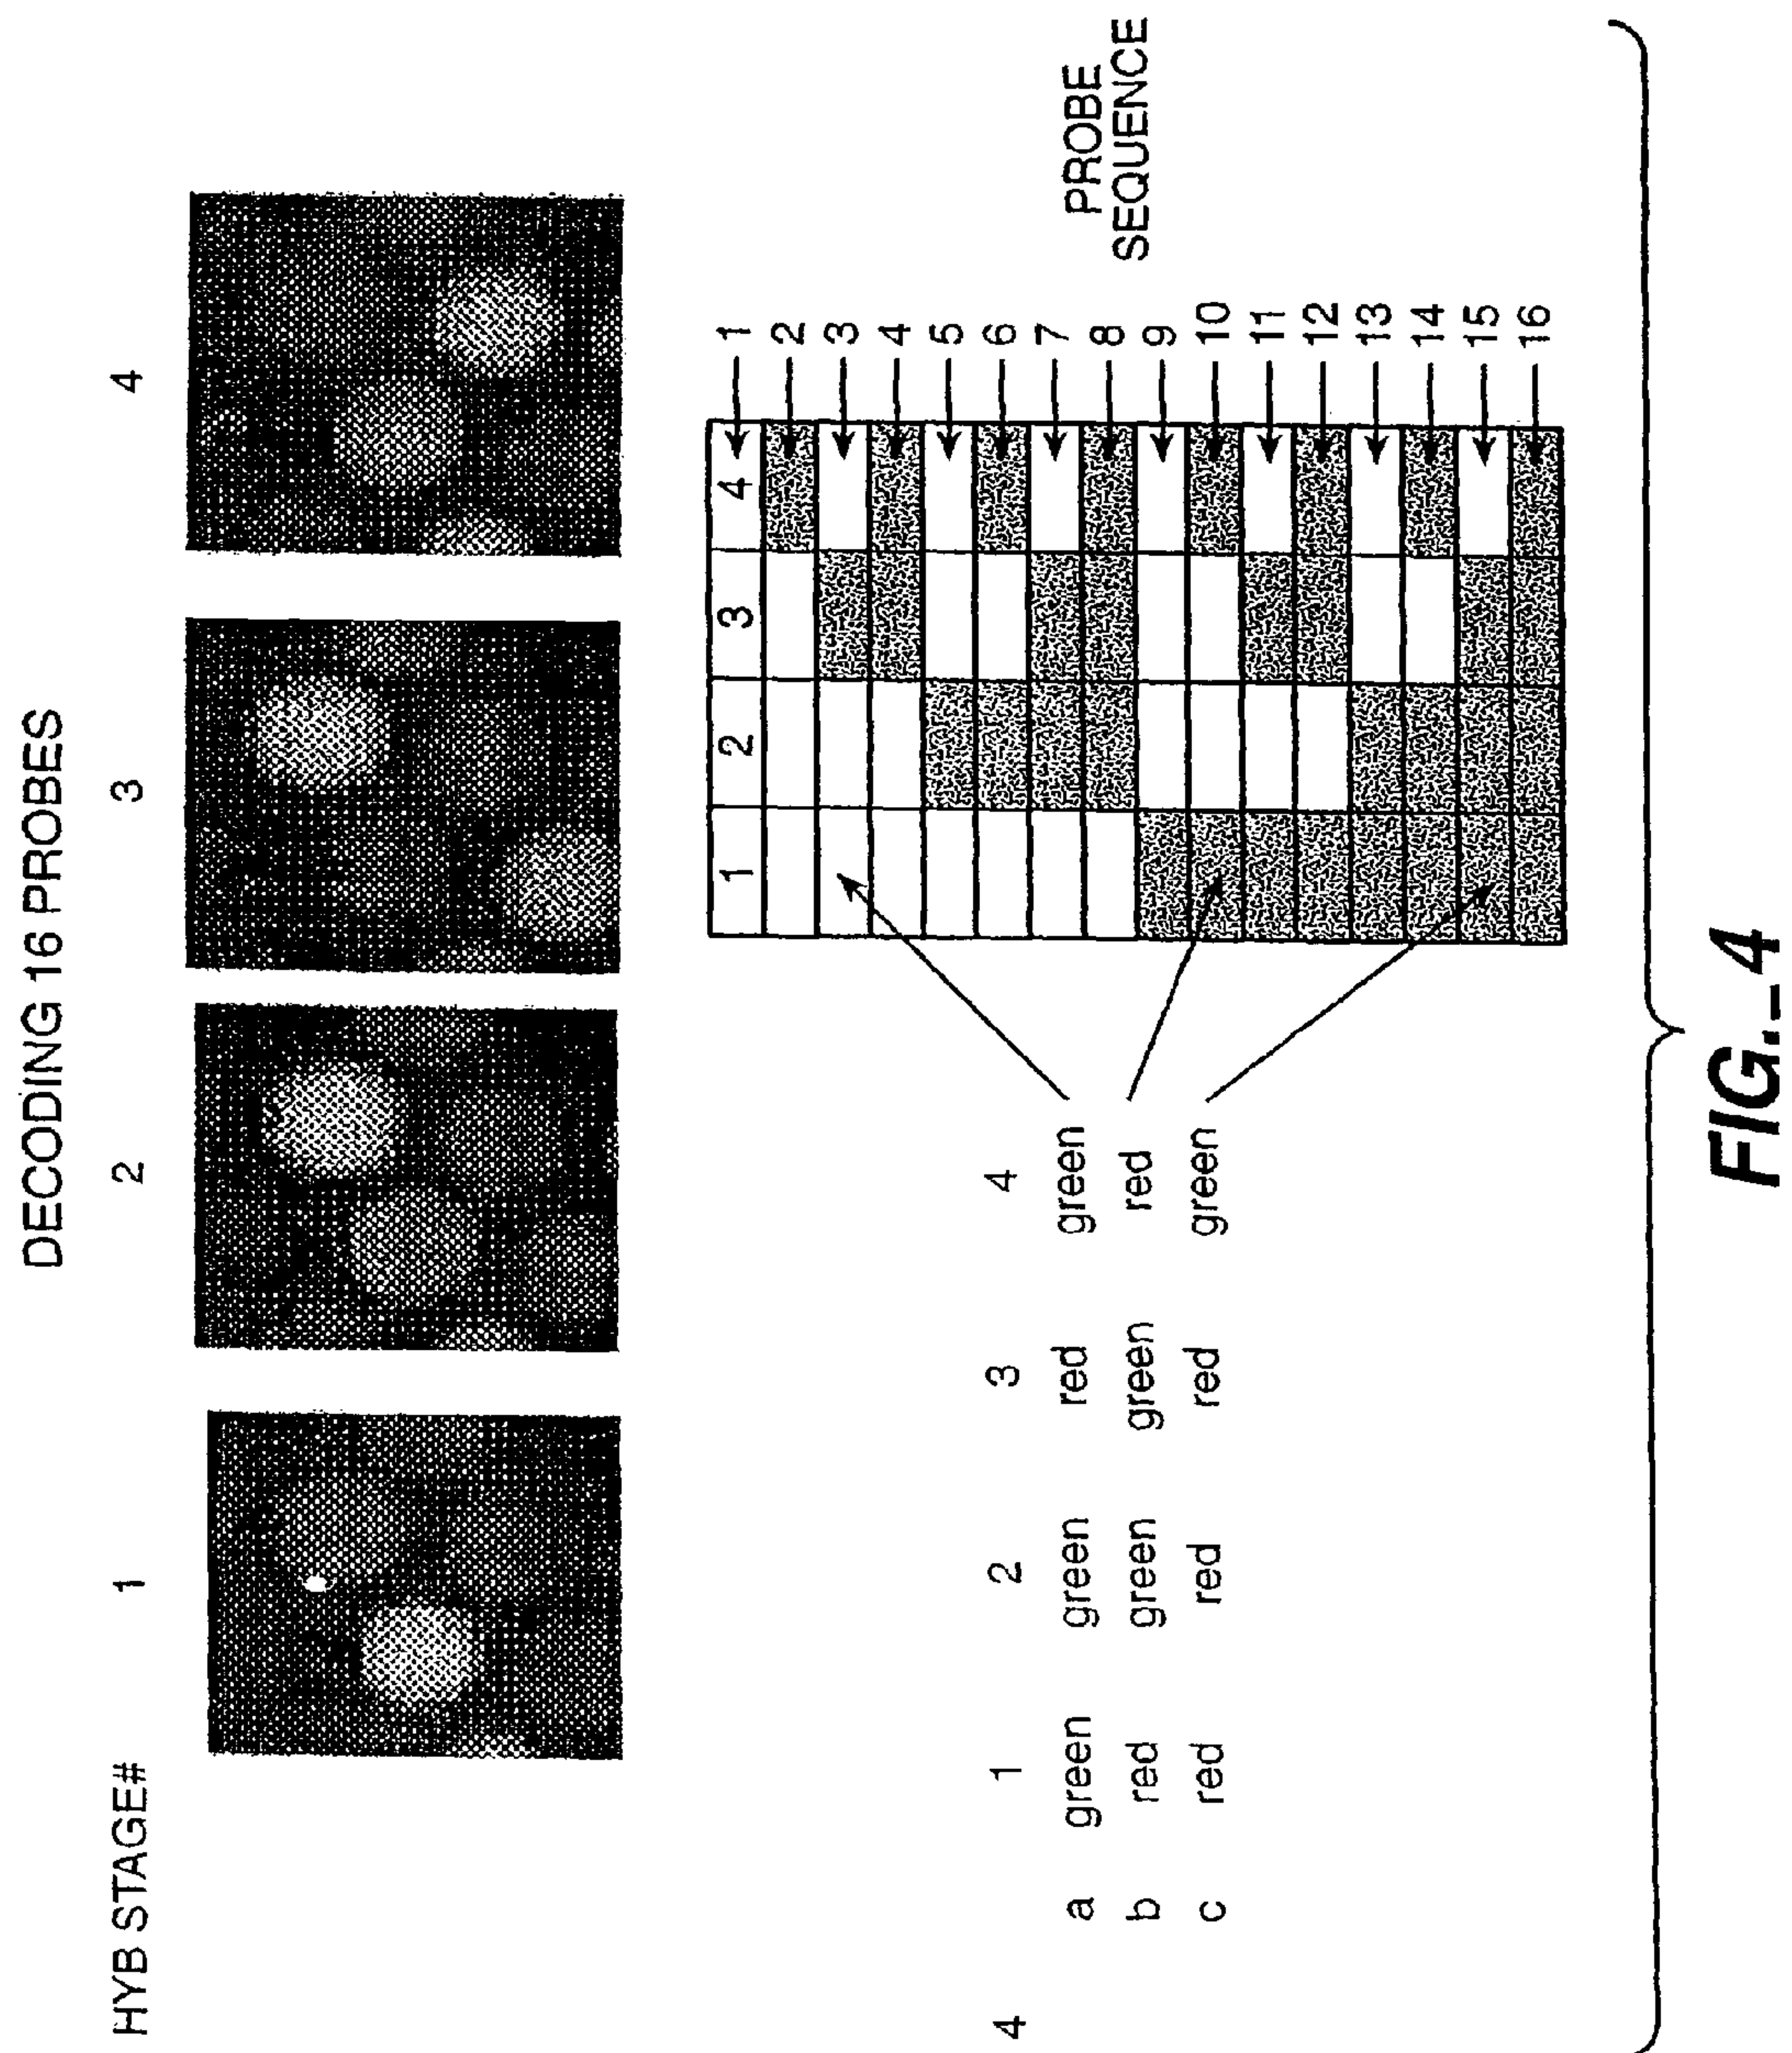 DECODING 16 PROBES
HYB STAGE# 1 2 3 4
4 1 2 3 4
a green green red green
b red green green red
c red red red green
1 2 3 4 1
2
3
4
5
6
7
8
9
10
11
12
13
14
15
16
PROBE
SEQUENCE
FIG._4